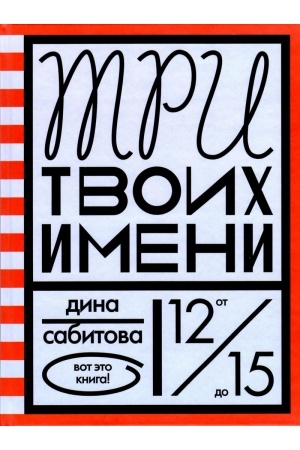 ТРИ
ТВОИХ
ИМЕНИ
ДИНА
САБИТОВА
ВОТ ЭТО
КНИГА!
от
12/15
до